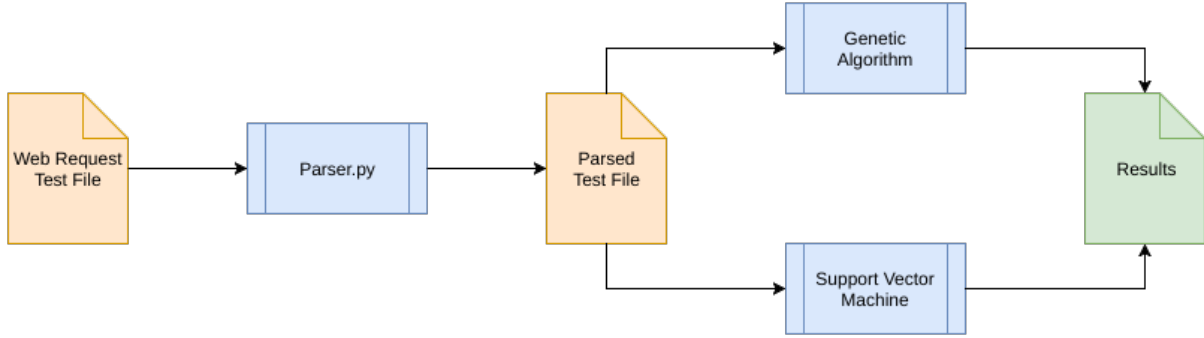 Web Request
Test File
Parser.py
Parsed
Test File
Genetic
Algorithm
Support Vector
Machine
Results